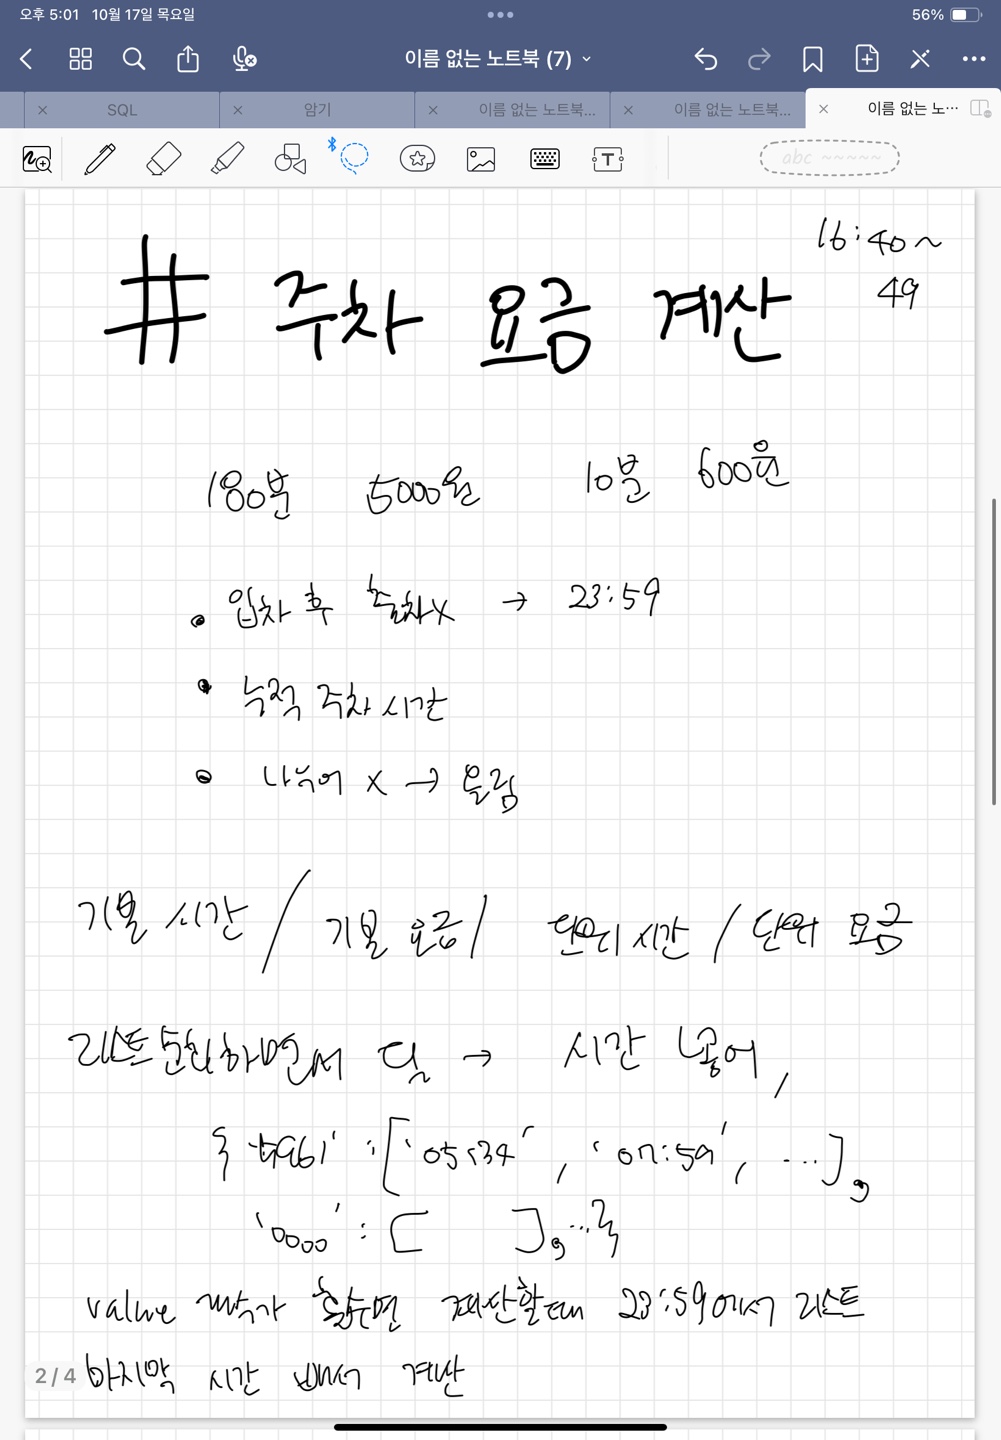 오후 5:01 10월 17일 목요일 56%
이름 없는 노트북 (7)
SQL 암기 이름 없는 노트북... 이름 없는 노트북... 이름 없는 노...
T abc
# 주차 요금 계산 16:40~
49
180분 5000원 10분 600원
• 입차 후 출차X → 23:59
• 누적 주차 시간
• 나누어 X → 올림
기본 시간 / 기본 요금 / 단위 시간 / 단위 요금
리스트 순회하면서 딕 → 시간 넣어,
{ '5961' : ['05:34', '07:59', ...],
'0000' : [ ], ...}
value 개수가 홀수면 계산할때 23:59에서 리스트
마지막 시간 빼서 계산
2 / 4